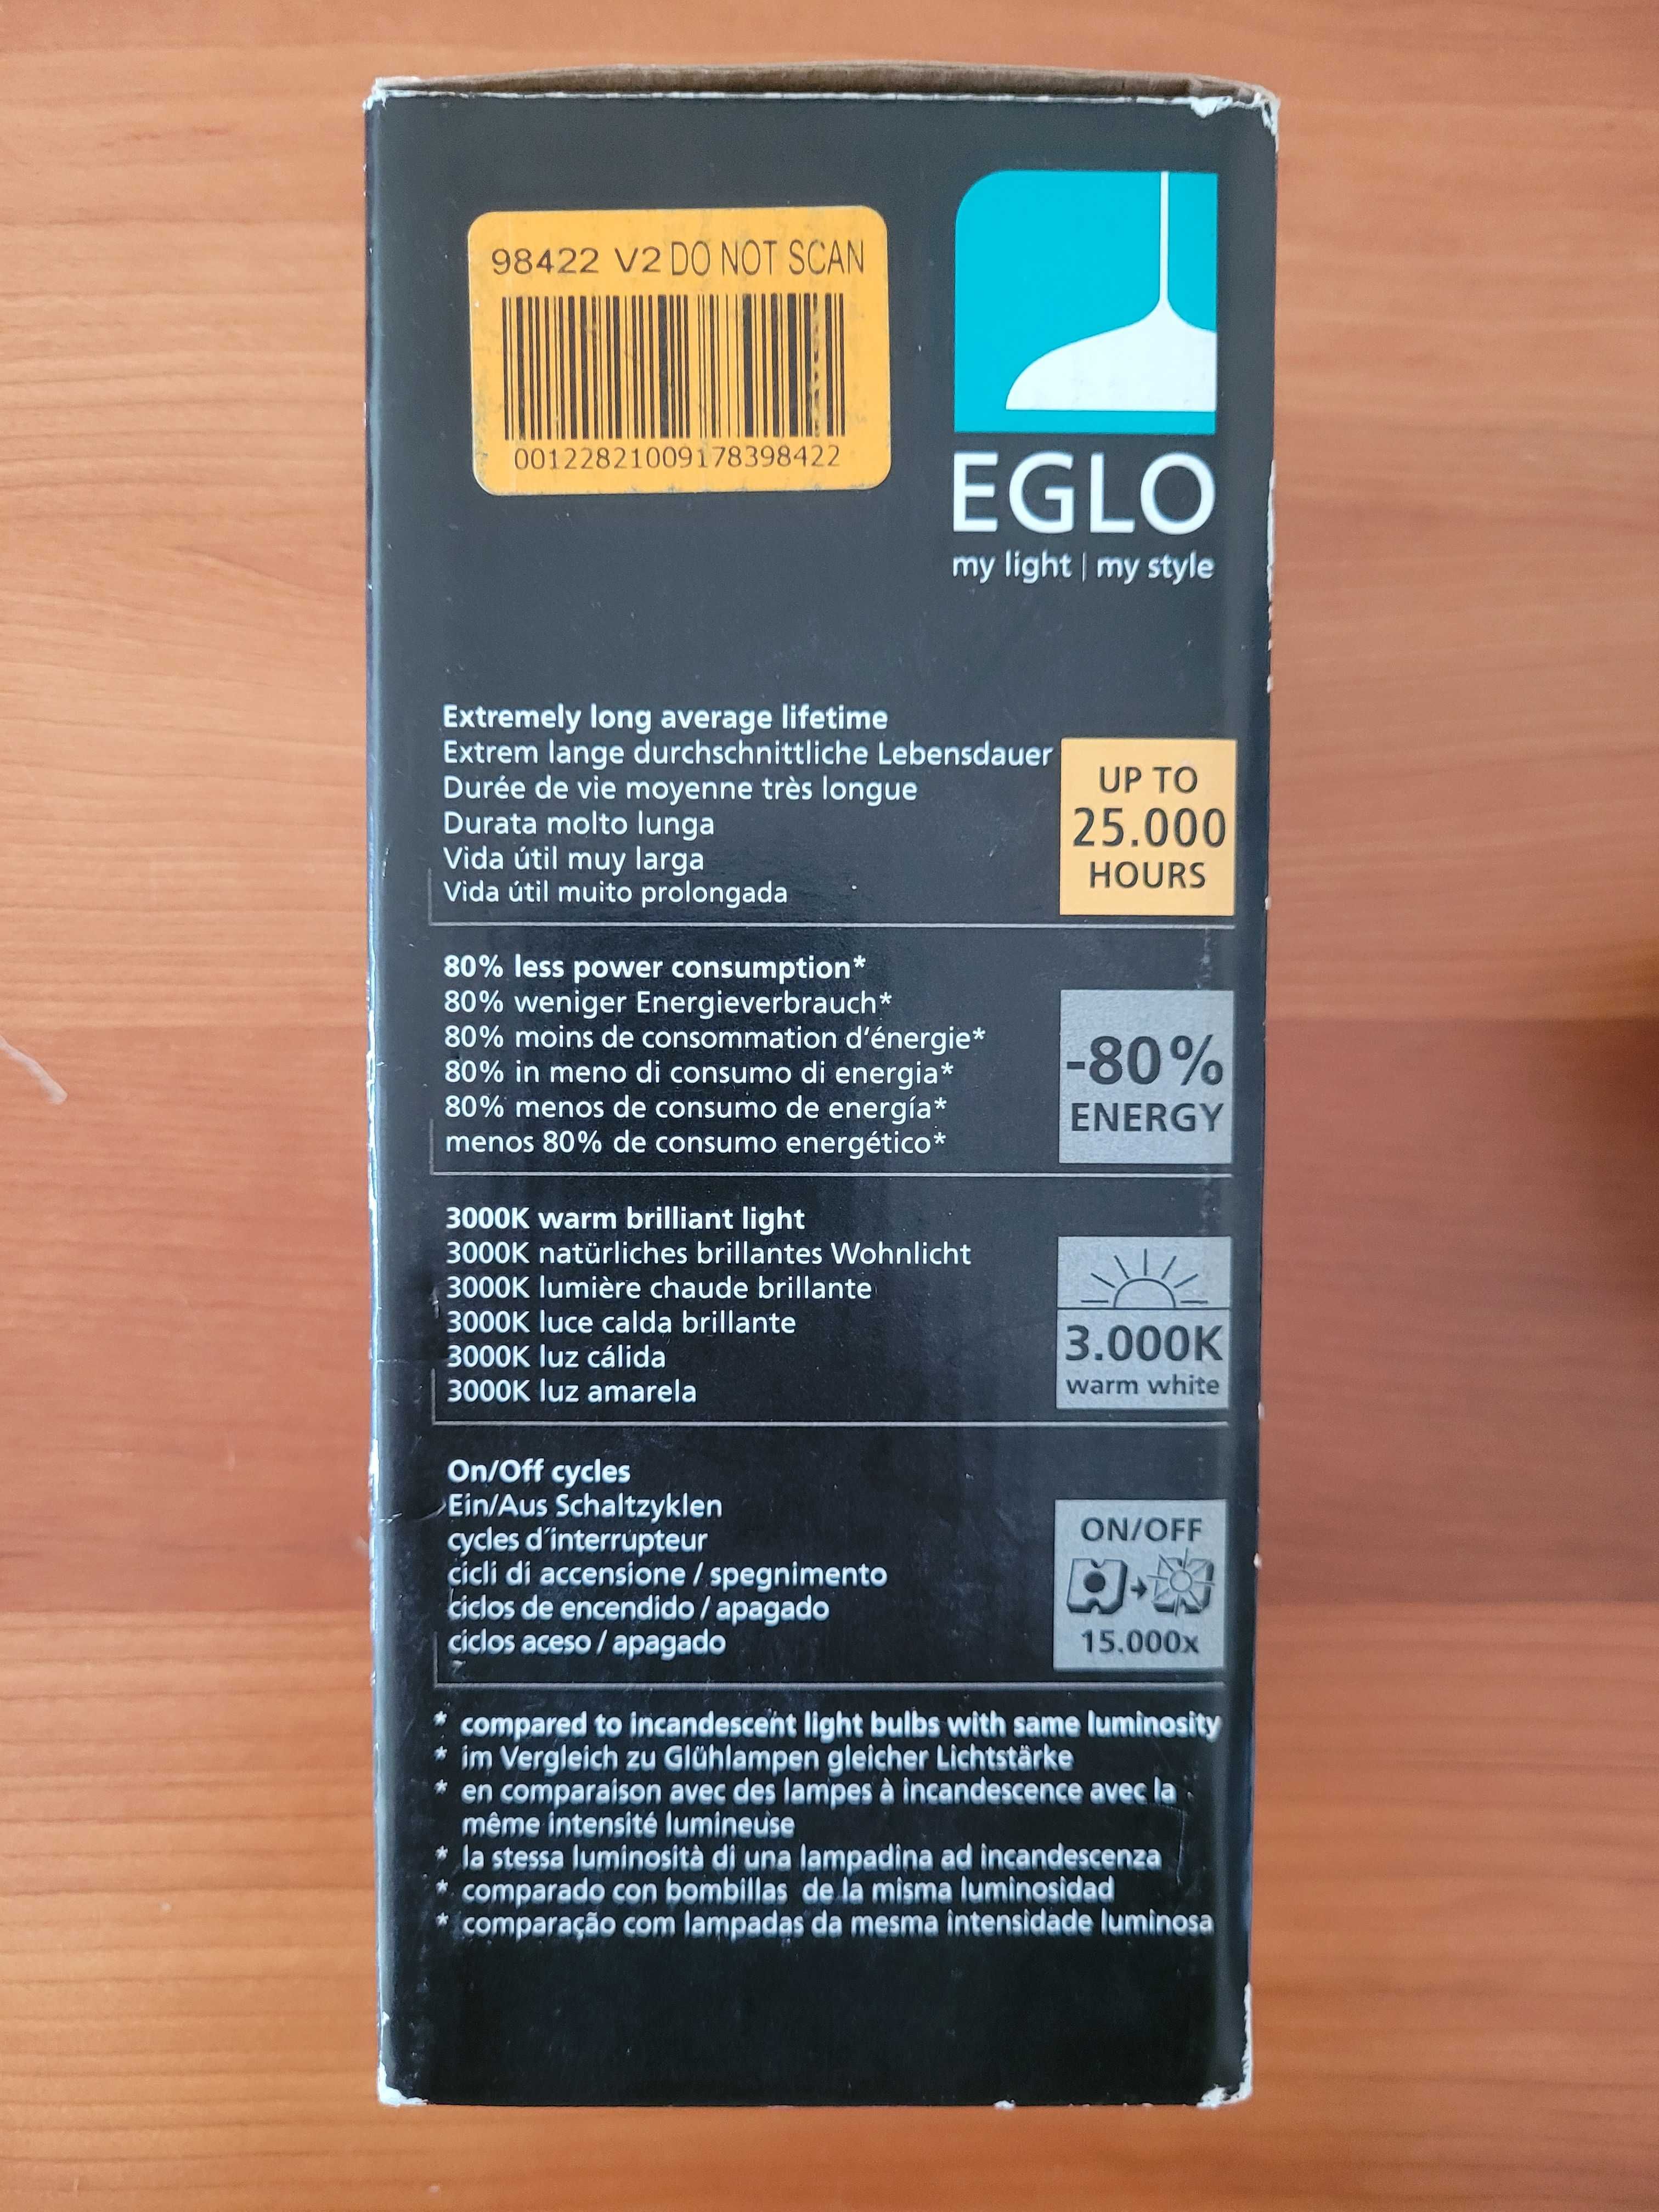 98422 V2 DO NOT SCAN
00122821009178398422
EGLO
my light | my style
Extremely long average lifetime
Extrem lange durchschnittliche Lebensdauer
Durée de vie moyenne très longue
Durata molto lunga
Vida útil muy larga
Vida útil muito prolongada
UP TO
25.000
HOURS
80% less power consumption*
80% weniger Energieverbrauch*
80% moins de consommation d'énergie*
80% in meno di consumo di energia*
80% menos de consumo de energía*
menos 80% de consumo energético*
-80%
ENERGY
3000K warm brilliant light
3000K natürliches brillantes Wohnlicht
3000K lumière chaude brillante
3000K luce calda brillante
3000K luz cálida
3000K luz amarela
3.000K
warm white
On/Off cycles
Ein/Aus Schaltzyklen
cycles d´interrupteur
cicli di accensione / spegnimento
ciclos de encendido / apagado
ciclos aceso / apagado
ON/OFF
15.000x
* compared to incandescent light bulbs with same luminosity
* im Vergleich zu Glühlampen gleicher Lichtstärke
* en comparaison avec des lampes à incandescence avec la
même intensité lumineuse
* la stessa luminosità di una lampadina ad incandescenza
* comparado con bombillas de la misma luminosidad
* comparação com lampadas da mesma intensidade luminosa